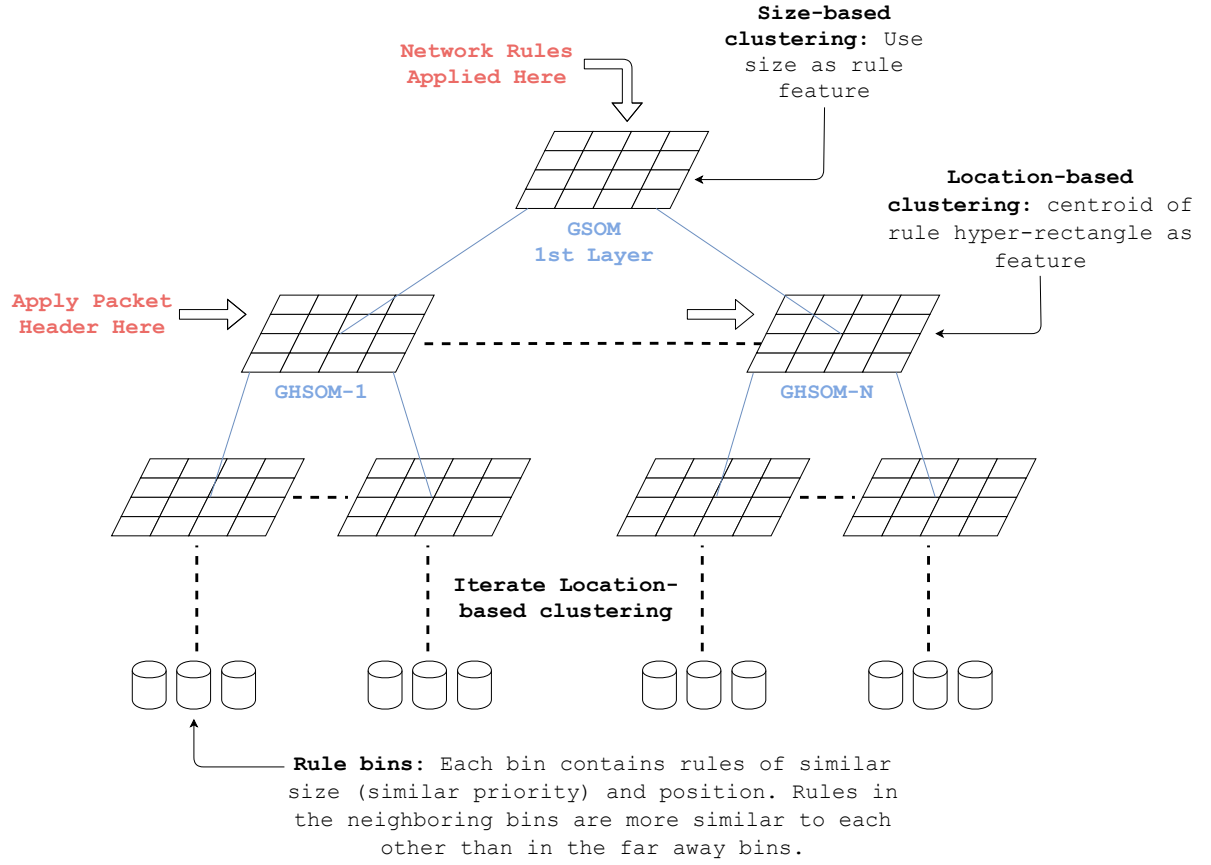 Size-based
clustering: Use
size as rule
feature
Network Rules
Applied Here
Location-based
clustering: centroid of
rule hyper-rectangle as
feature
GSOM
1st Layer
Apply Packet
Header Here
GHSOM-1
GHSOM-N
Iterate Location-
based clustering
Rule bins: Each bin contains rules of similar
size (similar priority) and position. Rules in
the neighboring bins are more similar to each
other than in the far away bins.